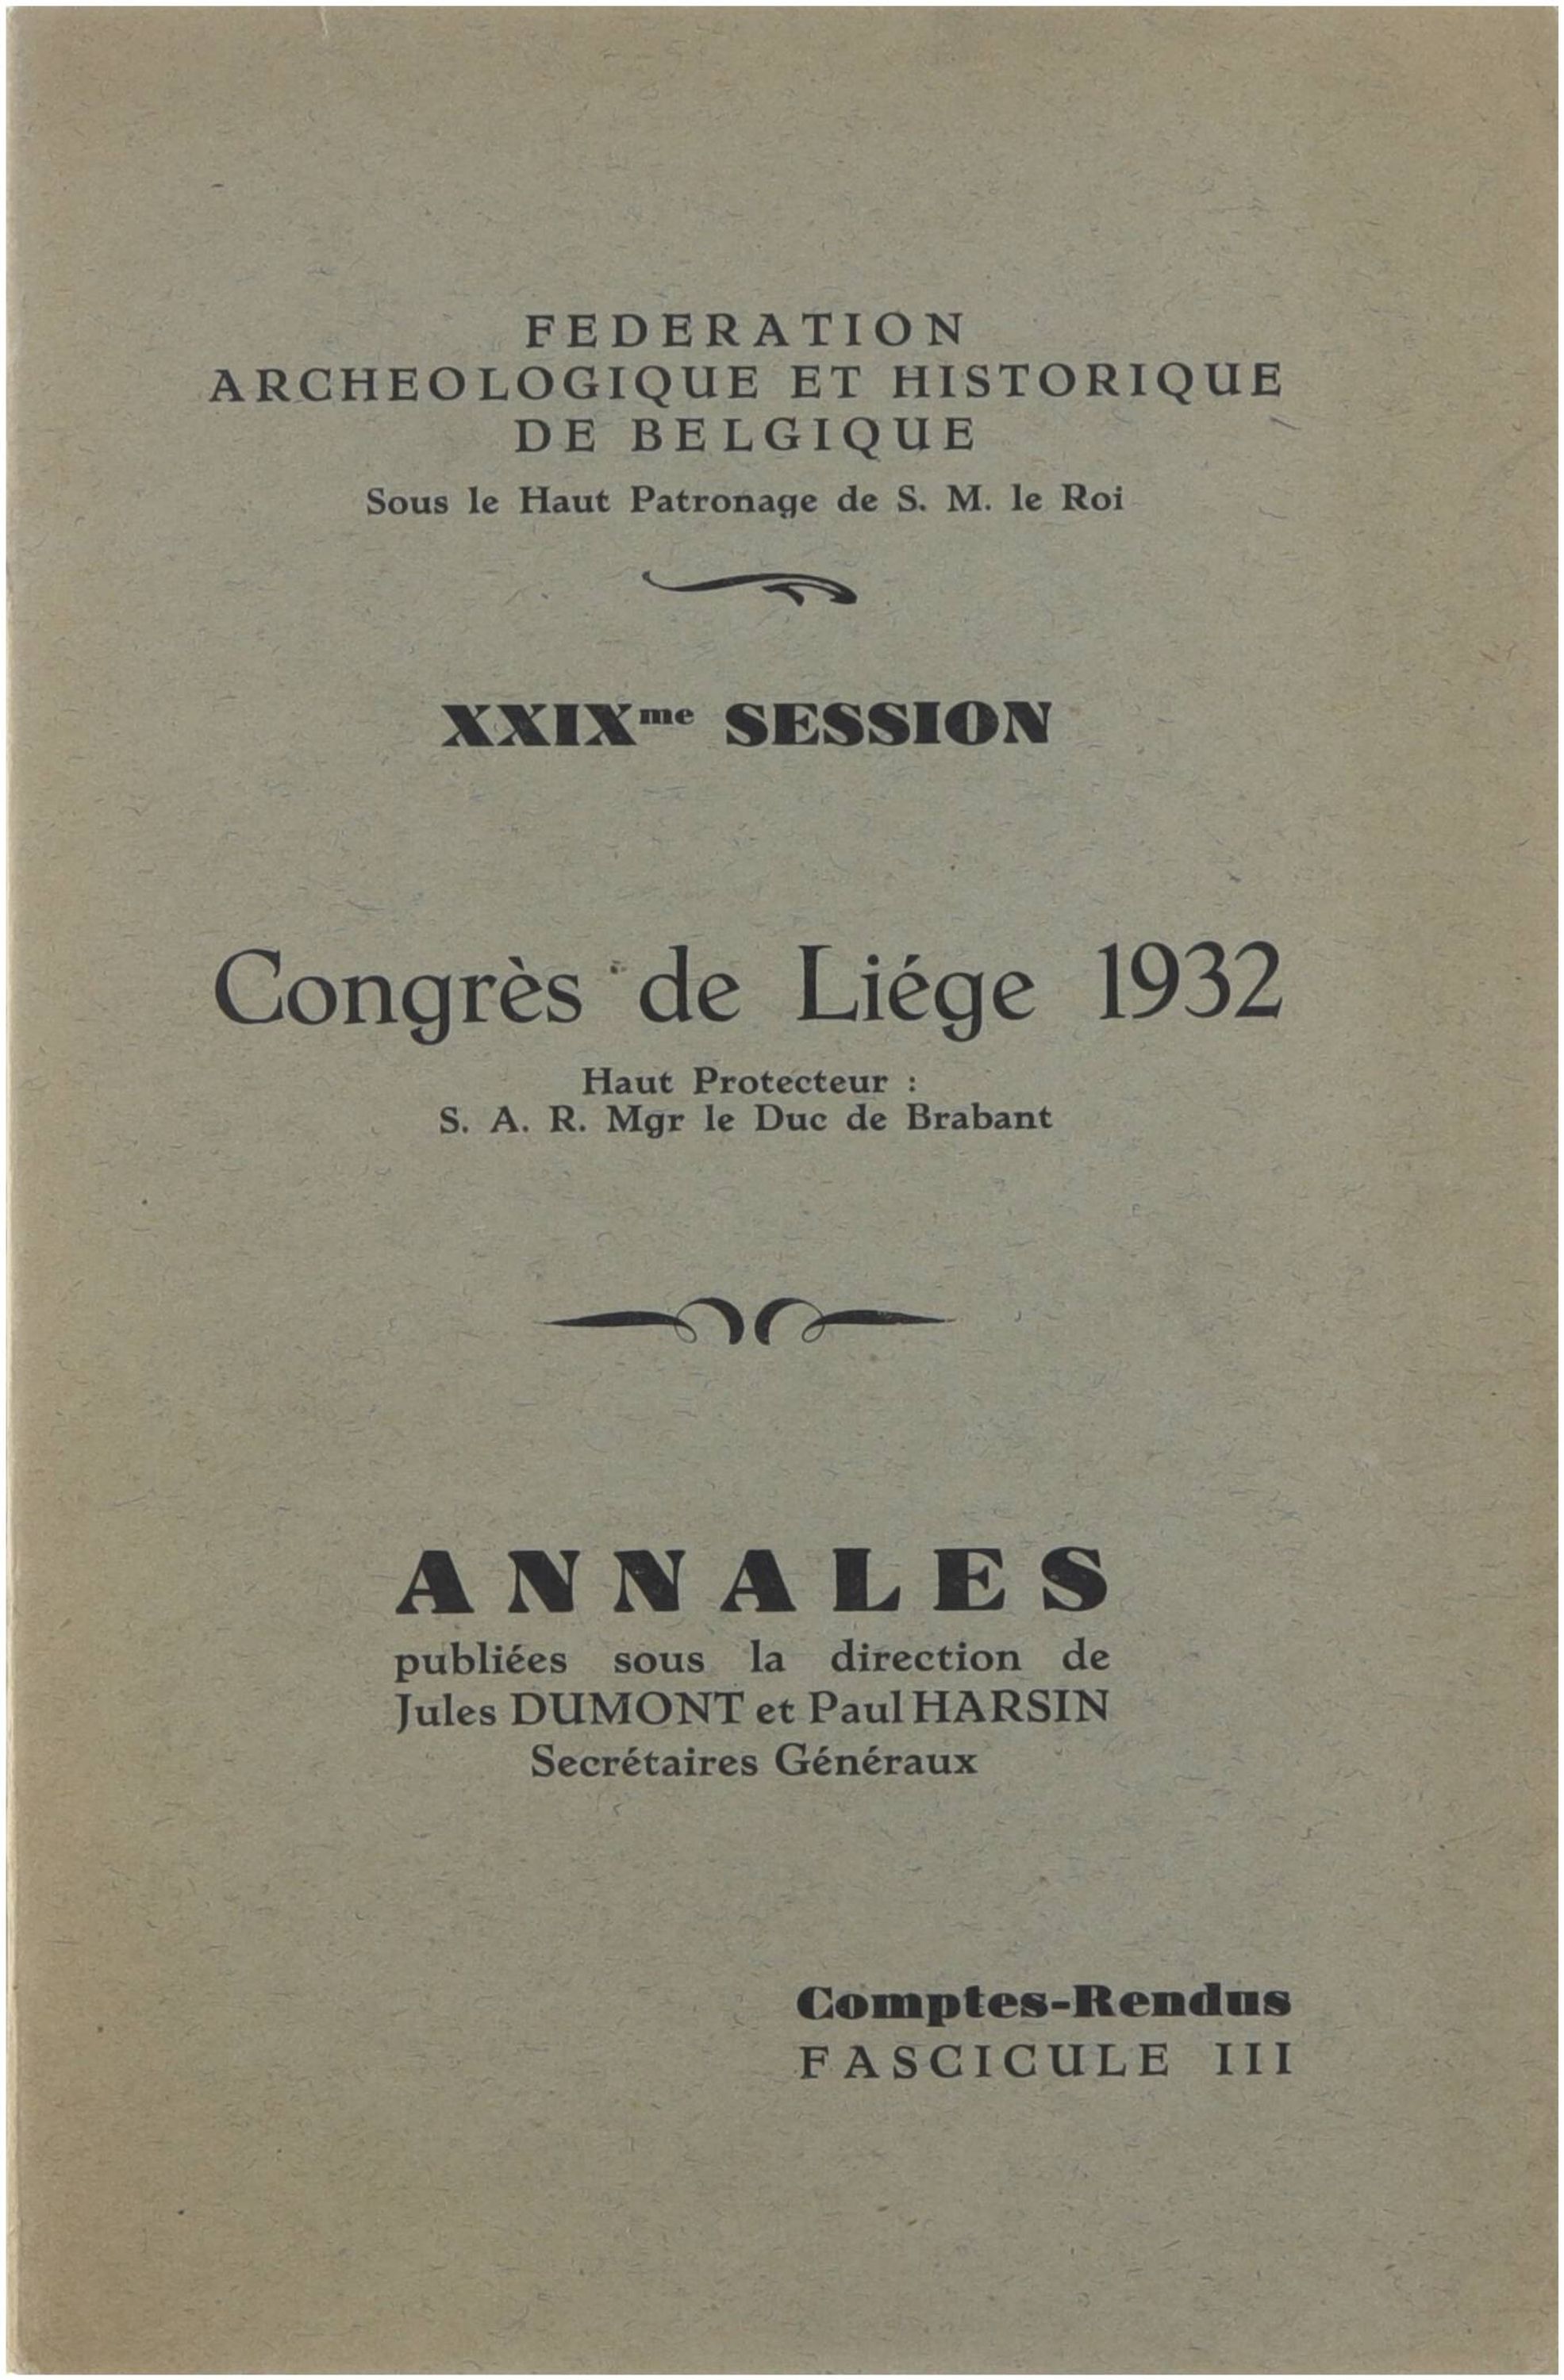 FEDERATION
ARCHEOLOGIQUE ET HISTORIQUE
DE BELGIQUE
Sous le Haut Patronage de S. M. le Roi
XXIXme SESSION
Congrès de Liége 1932
Haut Protecteur :
S. A. R. Mgr le Duc de Brabant
ANNALES
publiées sous la direction de
Jules DUMONT et Paul HARSIN
Secrétaires Généraux
Comptes-Rendus
FASCICULE III